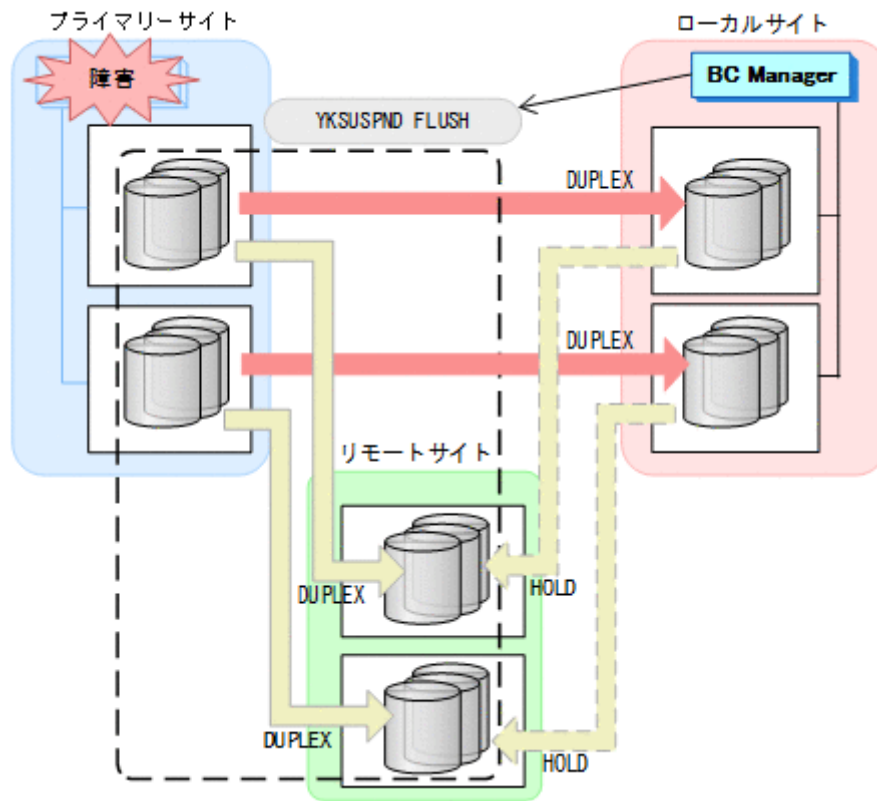 プライマリーサイト
ローカルサイト
障害
BC Manager
YKSUSPND FLUSH
DUPLEX
DUPLEX
リモートサイト
DUPLEX
HOLD
DUPLEX
HOLD